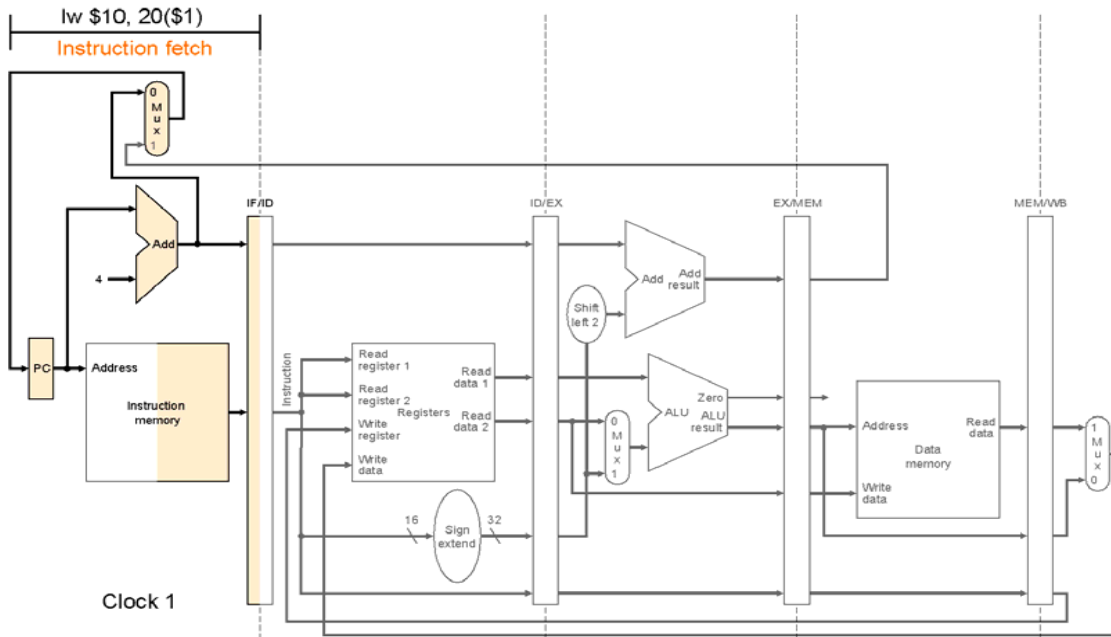 lw $10, 20($1)
Instruction fetch
0
M
u
x
1
IF/ID
ID/EX
EX/MEM
MEM/WB
Add
4
Add
Add
result
Shift
left 2
PC
Address
Instruction
memory
Instruction
Read
register 1
Read
register 2
Write
register
Write
data
Registers
Read
data 1
Read
data 2
0
M
u
x
1
Zero
ALU
ALU
result
Address
Write
data
Data
memory
Read
data
1
M
u
x
0
16
Sign
extend
32
Clock 1